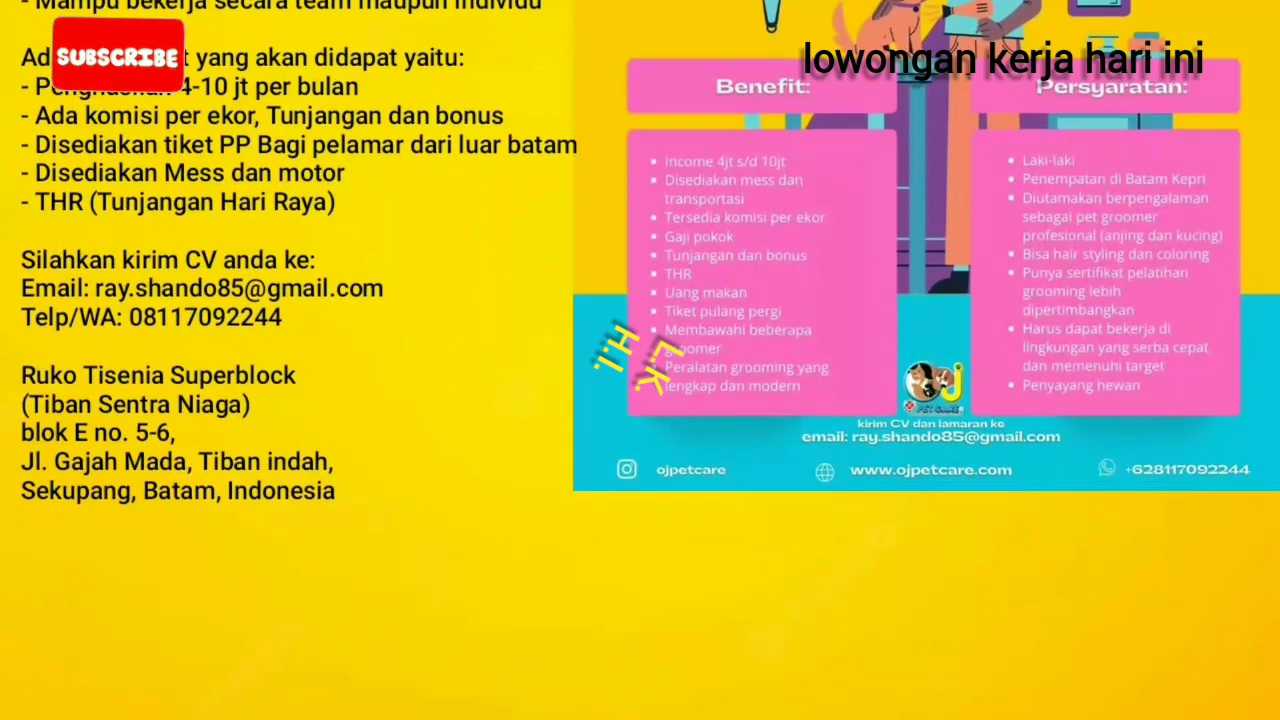 - Mampu bekerja secara team maupun individu
SUBSCRIBE
yang akan didapat yaitu:
- 4-10 jt per bulan
- Ada komisi per ekor, Tunjangan dan bonus
- Disediakan tiket PP Bagi pelamar dari luar batam
- Disediakan Mess dan motor
- THR (Tunjangan Hari Raya)
Silahkan kirim CV anda ke:
Email: ray.shando85@gmail.com
Telp/WA: 08117092244
Ruko Tisenia Superblock
(Tiban Sentra Niaga)
blok E no. 5-6,
Jl. Gajah Mada, Tiban indah,
Sekupang, Batam, Indonesia
lowongan kerja hari ini
Benefit:
Income 4jt s/d 10jt
Disediakan mess dan
transportasi
Tersedia komisi per ekor
Gaji pokok
Tunjangan dan bonus
THR
Uang makan
Tiket pulang pergi
Membawahi beberapa
groomer
Peralatan grooming yang
lengkap dan modern
L.K
H.I
Persyaratan:
Laki-laki
Penempatan di Batam Kepri
Diutamakan berpengalaman
sebagai pet groomer
profesional (anjing dan kucing)
Bisa hair styling dan coloring
Punya sertifikat pelatihan
grooming lebih
dipertimbangkan
Harus dapat bekerja di
lingkungan yang serba cepat
dan memenuhi target
Penyayang hewan
PET CARE
kirim CV dan lamaran ke
email: ray.shando85@gmail.com
ojpetcare
www.ojpetcare.com
+628117092244